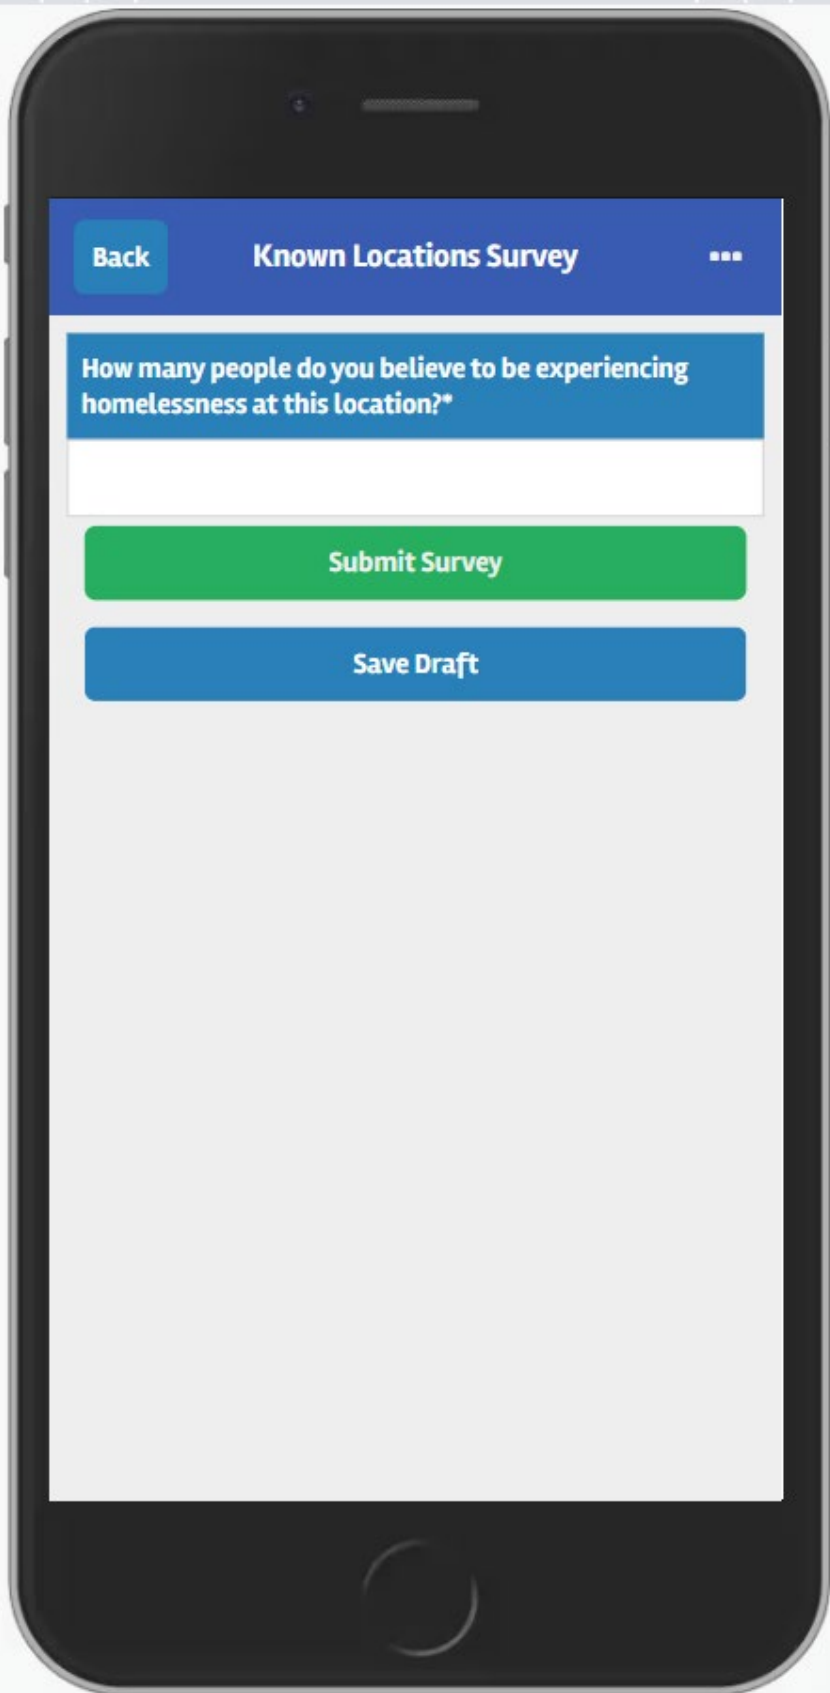 Back
Known Locations Survey
How many people do you believe to be experiencing
homelessness at this location?*
Submit Survey
Save Draft